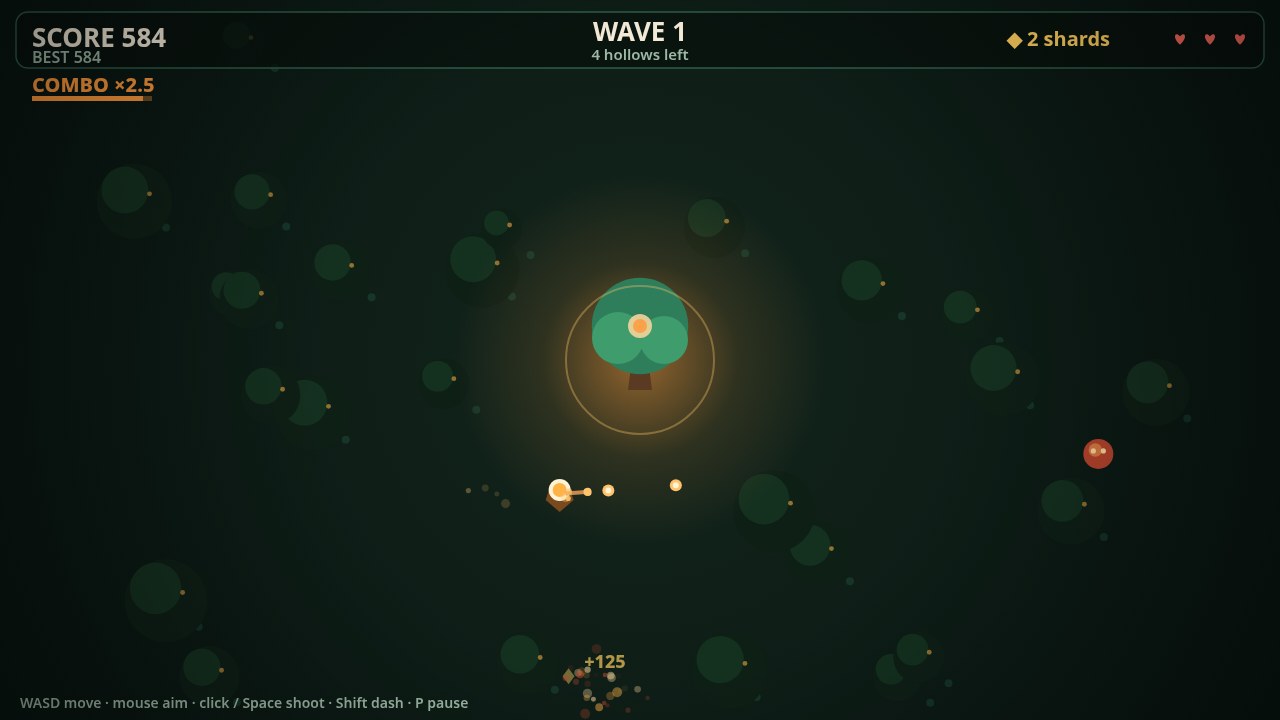 SCORE 584
BEST 584
COMBO ×2.5
WAVE 1
4 hollows left
◆ 2 shards
+125
WASD move · mouse aim · click / Space shoot · Shift dash · P pause